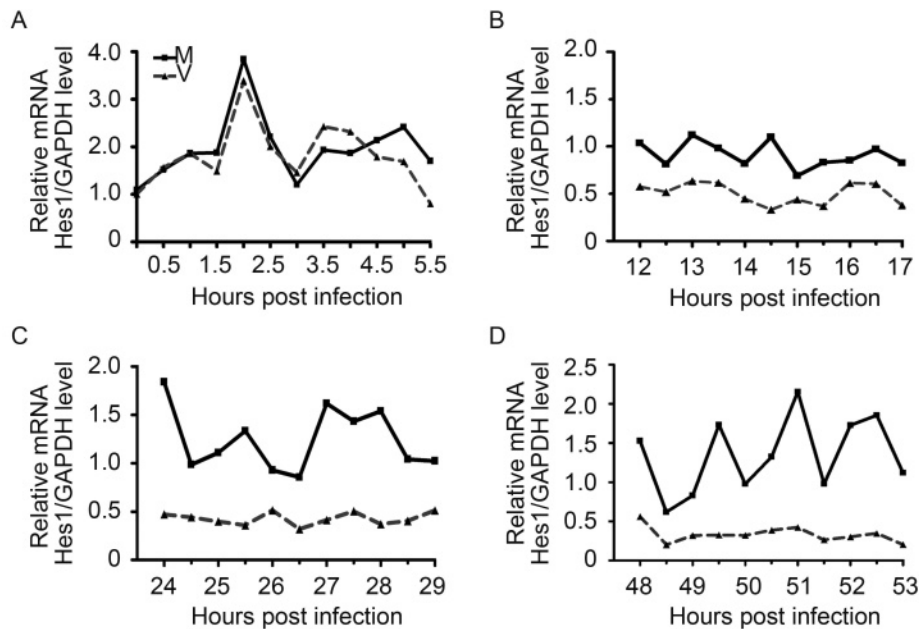 A
Relative mRNA
Hes1/GAPDH level
4.0
3.0
2.0
1.0
0
M
V
0.5 1.5 2.5 3.5 4.5 5.5
Hours post infection
B
Relative mRNA
Hes1/GAPDH level
2.0
1.5
1.0
0.5
0
12 13 14 15 16 17
Hours post infection
C
Relative mRNA
Hes1/GAPDH level
2.0
1.5
1.0
0.5
0
24 25 26 27 28 29
Hours post infection
D
Relative mRNA
Hes1/GAPDH level
2.5
2.0
1.5
1.0
0.5
0
48 49 50 51 52 53
Hours post infection